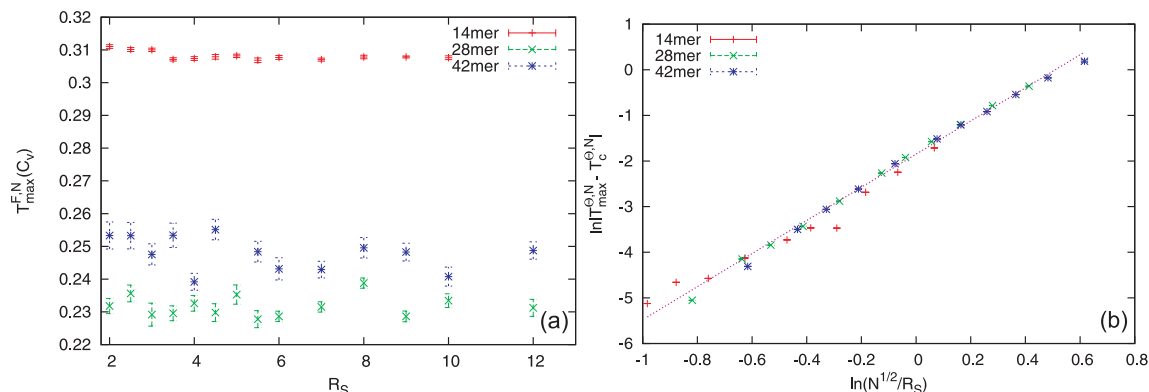 0.32
0.31
0.3
0.29
0.28
0.27
0.26
0.25
0.24
0.23
0.22
2
4
6
8
10
12
T^F,N_max(C_v)
R_S
14mer
28mer
42mer
(a)
1
0
-1
-2
-3
-4
-5
-6
-1
-0.8
-0.6
-0.4
-0.2
0
0.2
0.4
0.6
0.8
ln|T^Θ,N_max - T_c^Θ,N|
ln(N^1/2/R_S)
14mer
28mer
42mer
(b)